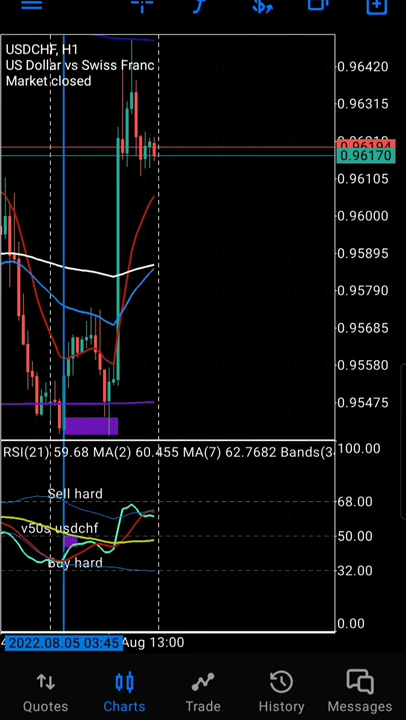 USDCHF, H1
US Dollar vs Swiss Franc
Market closed
0.96420
0.96315
0.96194
0.96170
0.96105
0.96000
0.95895
0.95790
0.95685
0.95580
0.95475
RSI(21) 59.68 MA(2) 60.455 MA(7) 62.7682 Bands(3
100.00
Sell hard
68.00
v50s usdchf
50.00
Buy hard
32.00
0.00
2022.08.05 03:45
Aug 13:00
Quotes
Charts
Trade
History
Messages